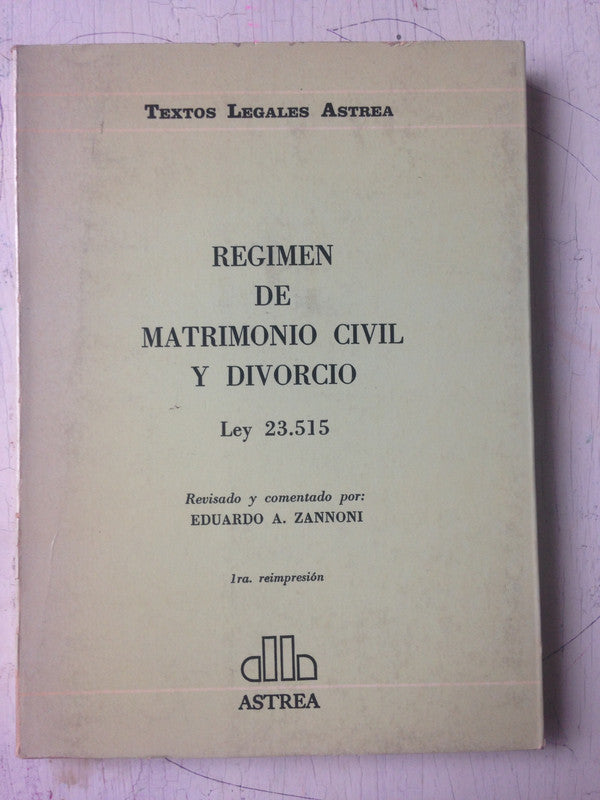 TEXTOS LEGALES ASTREA
REGIMEN
DE
MATRIMONIO CIVIL
Y DIVORCIO
Ley 23.515
Revisado y comentado por:
EDUARDO A. ZANNONI
1ra. reimpresión
ASTREA